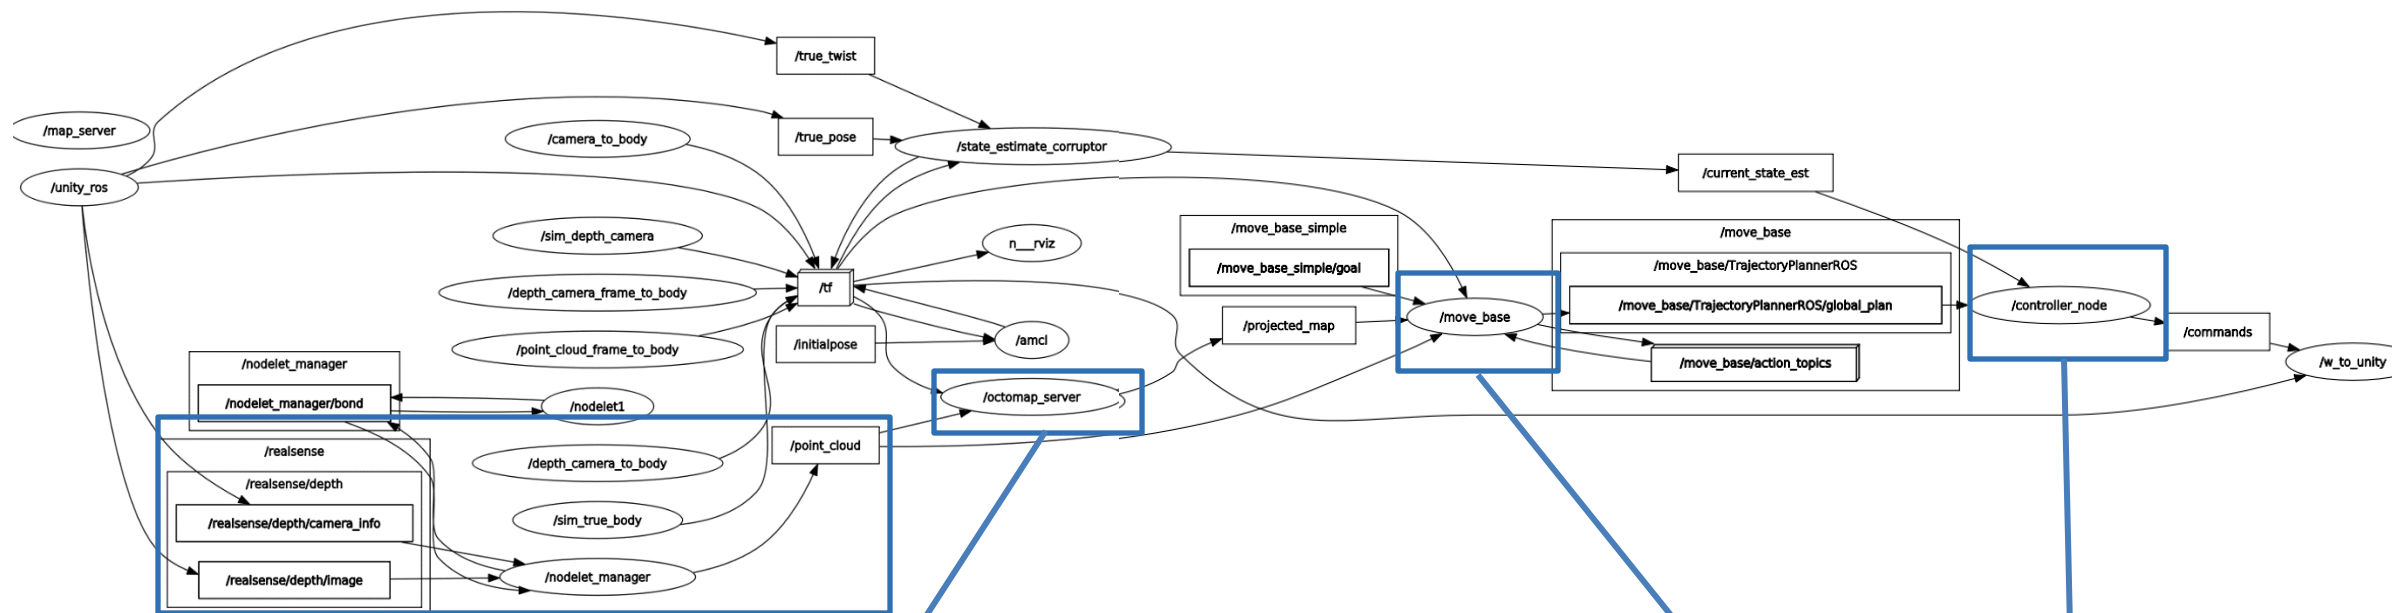 /true_twist
/map_server
/camera_to_body
/true_pose
/state_estimate_corruptor
/unity_ros
/current_state_est
/sim_depth_camera
n__rviz
/move_base_simple
/move_base_simple/goal
/move_base
/move_base/TrajectoryPlannerROS
/move_base/TrajectoryPlannerROS/global_plan
/depth_camera_frame_to_body
/tf
/controller_node
/projected_map
/move_base
/commands
/initialpose
/amcl
/point_cloud_frame_to_body
/move_base/action_topics
/w_to_unity
/nodelet_manager
/nodelet_manager/bond
/nodelet1
/octomap_server
/point_cloud
/realsense
/depth_camera_to_body
/realsense/depth
/realsense/depth/camera_info
/sim_true_body
/realsense/depth/image
/nodelet_manager